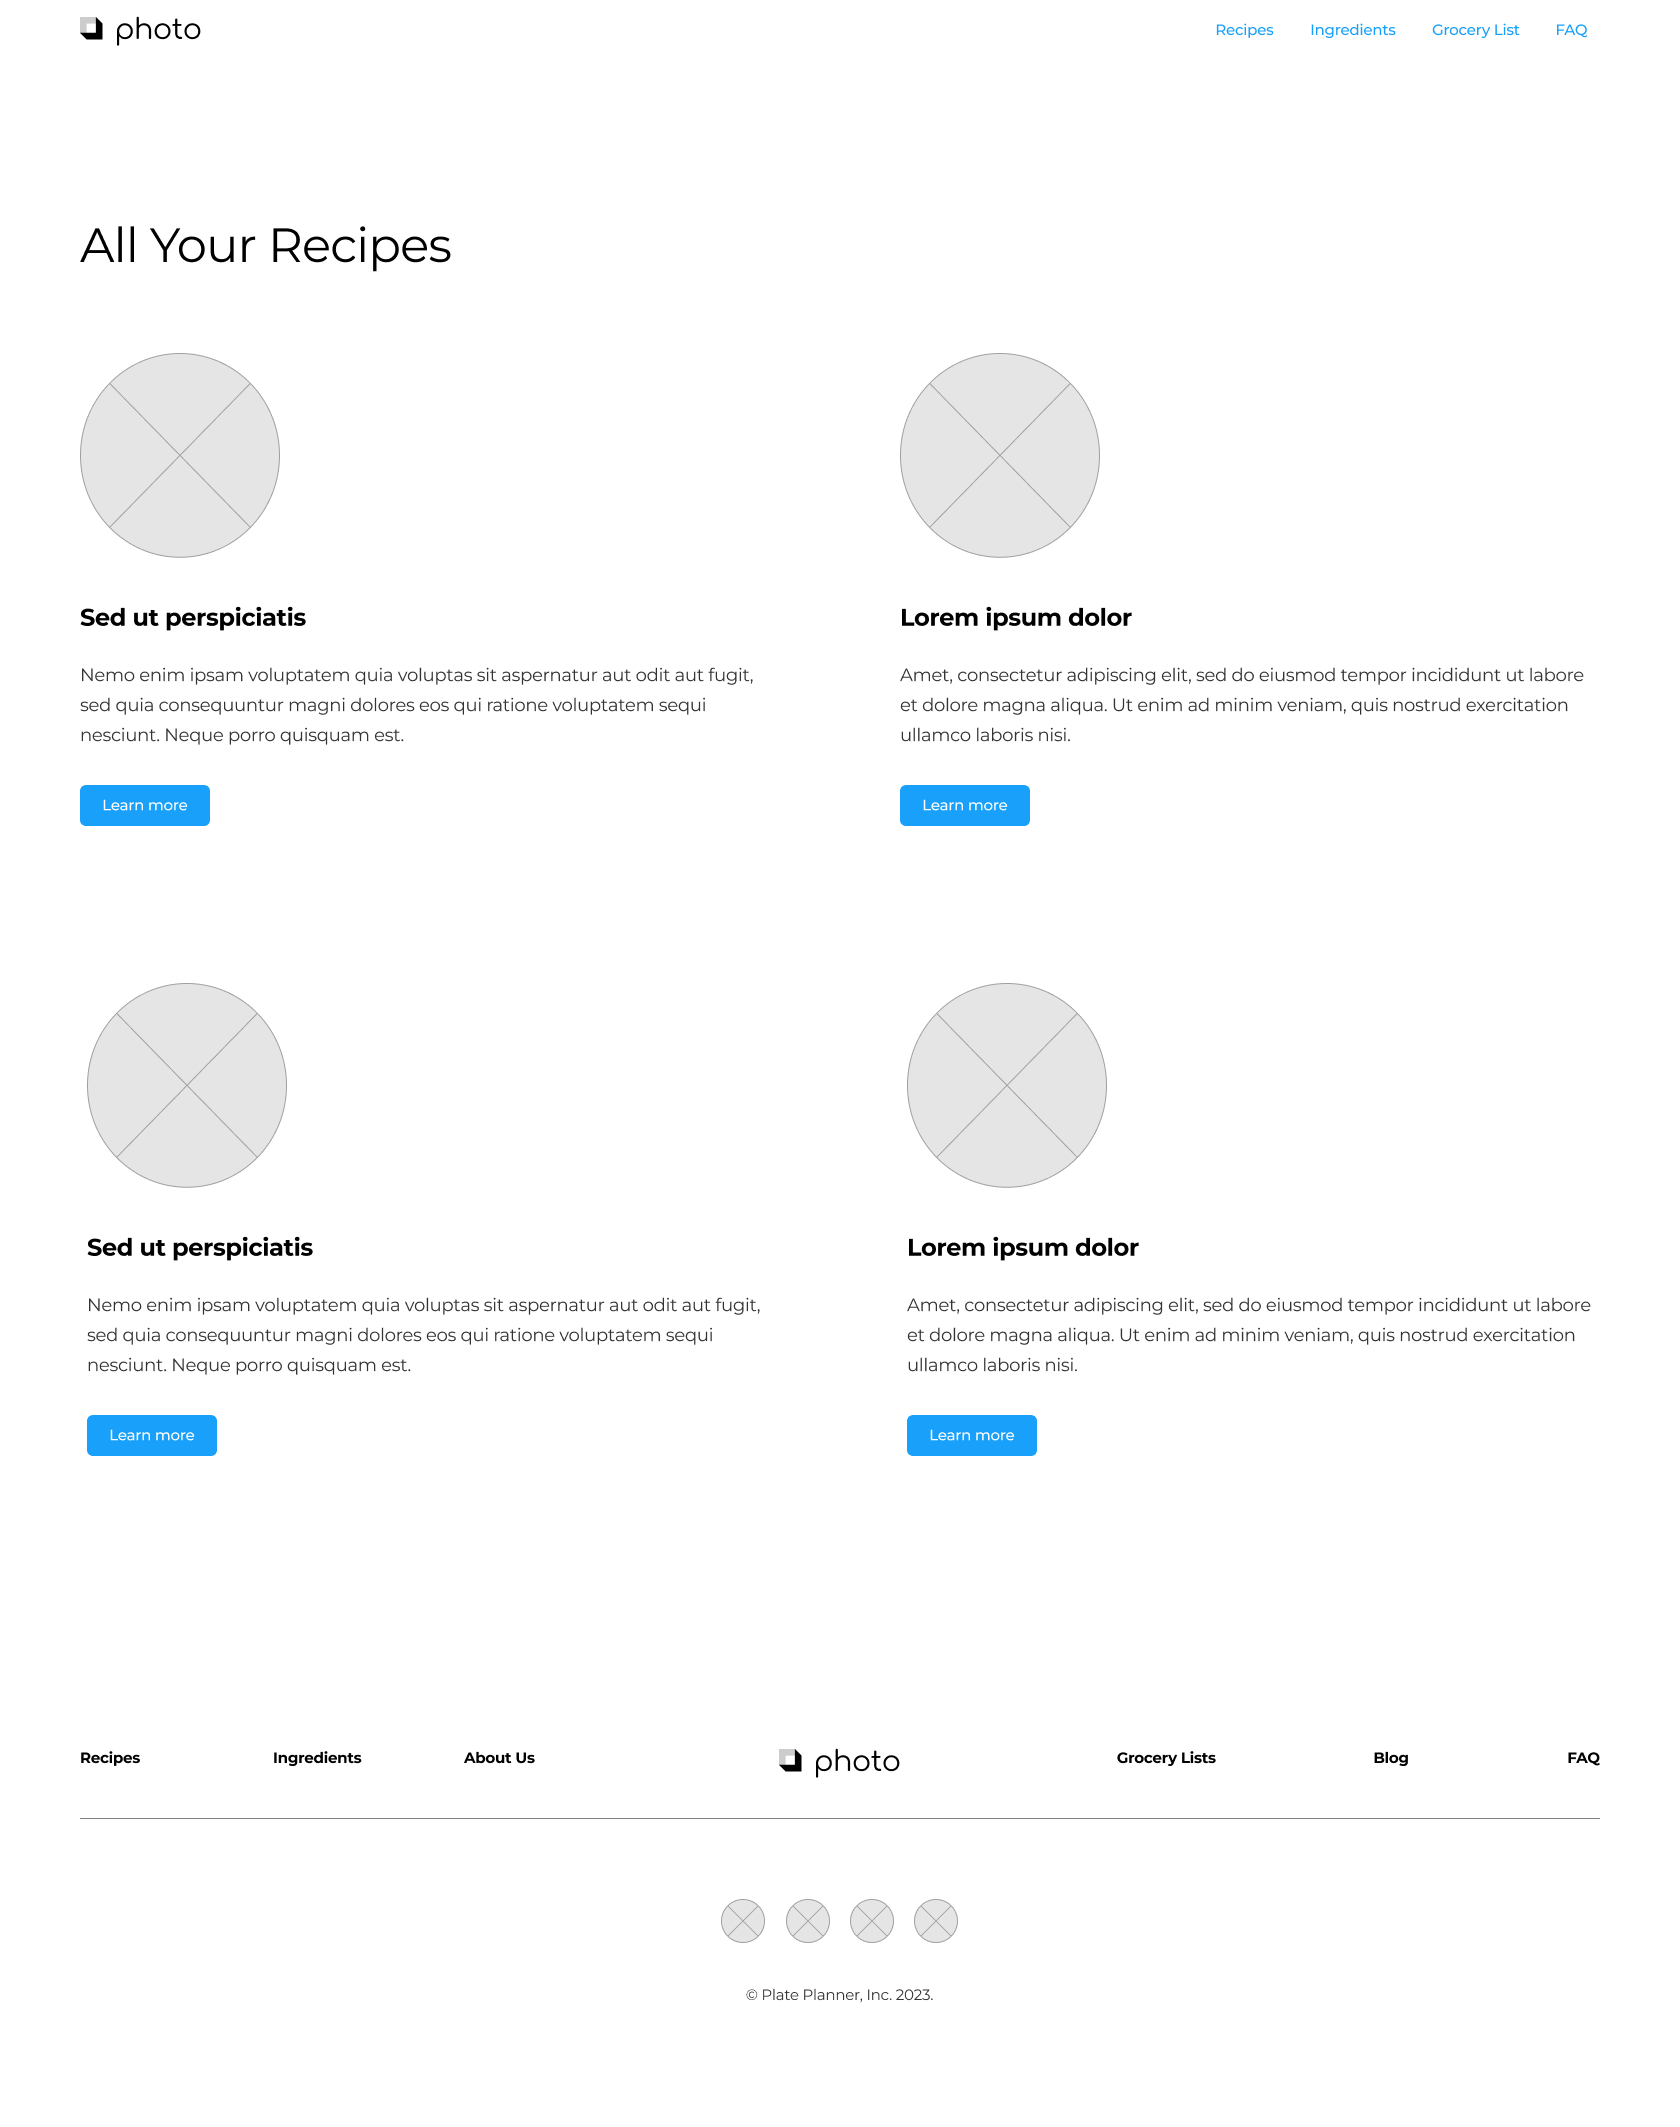 photo
Recipes Ingredients Grocery List FAQ
All Your Recipes
Sed ut perspiciatis
Nemo enim ipsam voluptatem quia voluptas sit aspernatur aut odit aut fugit,
sed quia consequuntur magni dolores eos qui ratione voluptatem sequi
nesciunt. Neque porro quisquam est.
Learn more
Lorem ipsum dolor
Amet, consectetur adipiscing elit, sed do eiusmod tempor incididunt ut labore
et dolore magna aliqua. Ut enim ad minim veniam, quis nostrud exercitation
ullamco laboris nisi.
Learn more
Sed ut perspiciatis
Nemo enim ipsam voluptatem quia voluptas sit aspernatur aut odit aut fugit,
sed quia consequuntur magni dolores eos qui ratione voluptatem sequi
nesciunt. Neque porro quisquam est.
Learn more
Lorem ipsum dolor
Amet, consectetur adipiscing elit, sed do eiusmod tempor incididunt ut labore
et dolore magna aliqua. Ut enim ad minim veniam, quis nostrud exercitation
ullamco laboris nisi.
Learn more
Recipes Ingredients About Us photo Grocery Lists Blog FAQ
© Plate Planner, Inc. 2023.